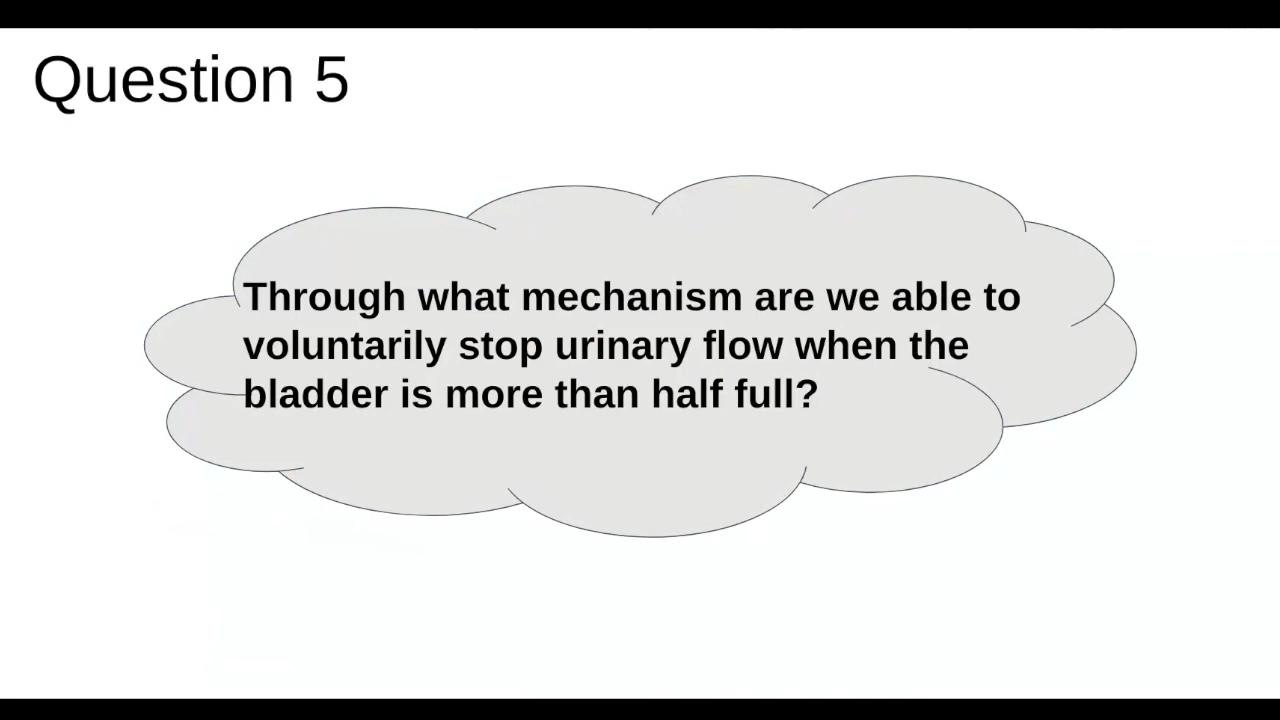 Question 5
Through what mechanism are we able to
voluntarily stop urinary flow when the
bladder is more than half full?